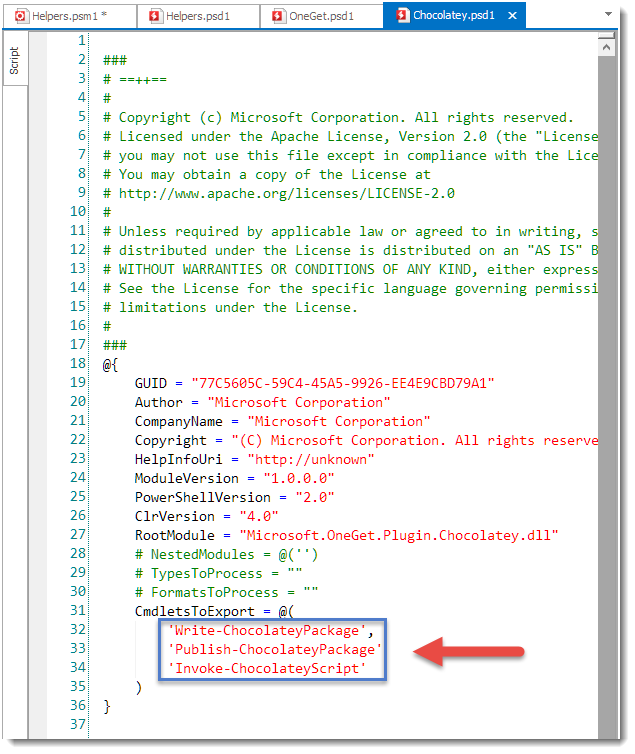 Helpers.psm1 * Helpers.psd1 OneGet.psd1 Chocolatey.psd1
Script
1
2 ###
3 # ==++==
4 #
5 # Copyright (c) Microsoft Corporation. All rights reserved.
6 # Licensed under the Apache License, Version 2.0 (the "License
7 # you may not use this file except in compliance with the Lice
8 # You may obtain a copy of the License at
9 # http://www.apache.org/licenses/LICENSE-2.0
10 #
11 # Unless required by applicable law or agreed to in writing, s
12 # distributed under the License is distributed on an "AS IS" B
13 # WITHOUT WARRANTIES OR CONDITIONS OF ANY KIND, either express
14 # See the License for the specific language governing permissi
15 # limitations under the License.
16 #
17 ###
18 @{
19 GUID = "77C5605C-59C4-45A5-9926-EE4E9CBD79A1"
20 Author = "Microsoft Corporation"
21 CompanyName = "Microsoft Corporation"
22 Copyright = "(C) Microsoft Corporation. All rights reserve
23 HelpInfoUri = "http://unknown"
24 ModuleVersion = "1.0.0.0"
25 PowerShellVersion = "2.0"
26 ClrVersion = "4.0"
27 RootModule = "Microsoft.OneGet.Plugin.Chocolatey.dll"
28 # NestedModules = @('')
29 # TypesToProcess = ""
30 # FormatsToProcess = ""
31 CmdletsToExport = @(
32 'Write-ChocolateyPackage',
33 'Publish-ChocolateyPackage'
34 'Invoke-ChocolateyScript'
35 )
36 }
37